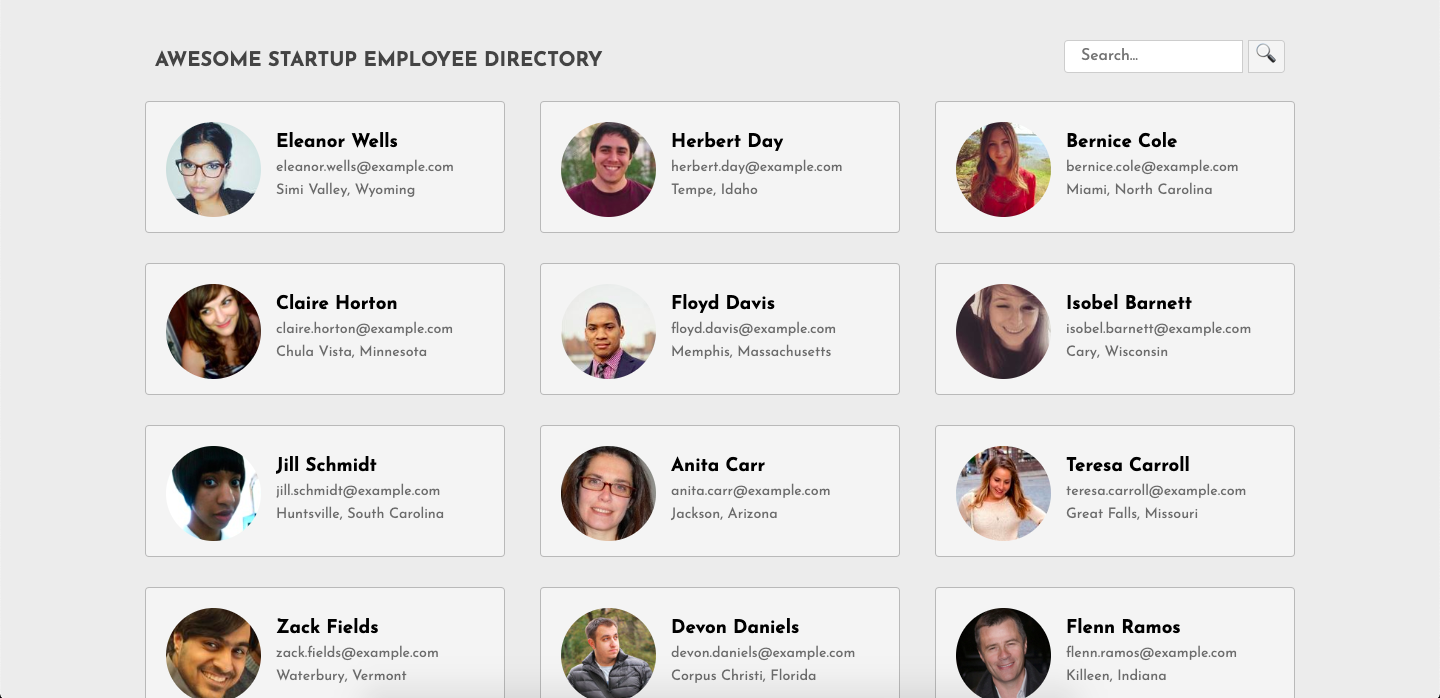 AWESOME STARTUP EMPLOYEE DIRECTORY
Search...
Eleanor Wells
eleanor.wells@example.com
Simi Valley, Wyoming
Herbert Day
herbert.day@example.com
Tempe, Idaho
Bernice Cole
bernice.cole@example.com
Miami, North Carolina
Claire Horton
claire.horton@example.com
Chula Vista, Minnesota
Floyd Davis
floyd.davis@example.com
Memphis, Massachusetts
Isobel Barnett
isobel.barnett@example.com
Cary, Wisconsin
Jill Schmidt
jill.schmidt@example.com
Huntsville, South Carolina
Anita Carr
anita.carr@example.com
Jackson, Arizona
Teresa Carroll
teresa.carroll@example.com
Great Falls, Missouri
Zack Fields
zack.fields@example.com
Waterbury, Vermont
Devon Daniels
devon.daniels@example.com
Corpus Christi, Florida
Flenn Ramos
flenn.ramos@example.com
Killeen, Indiana